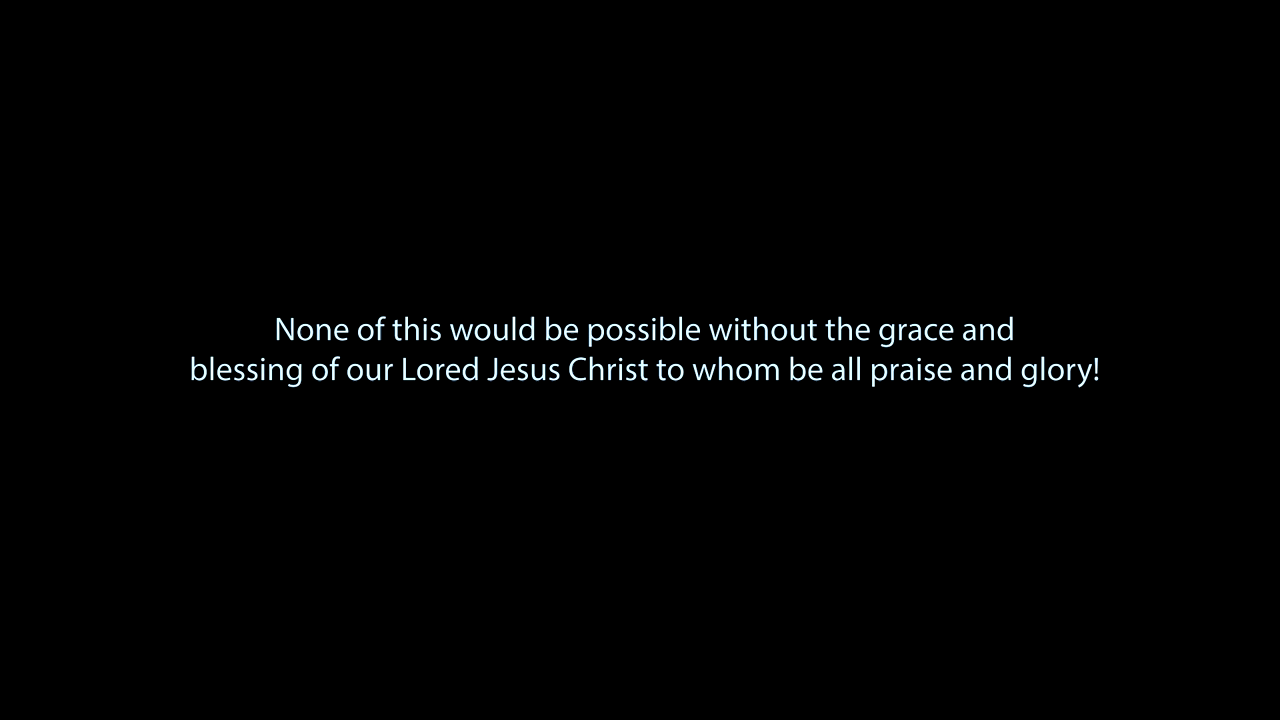 None of this would be possible without the grace and
blessing of our Lored Jesus Christ to whom be all praise and glory!